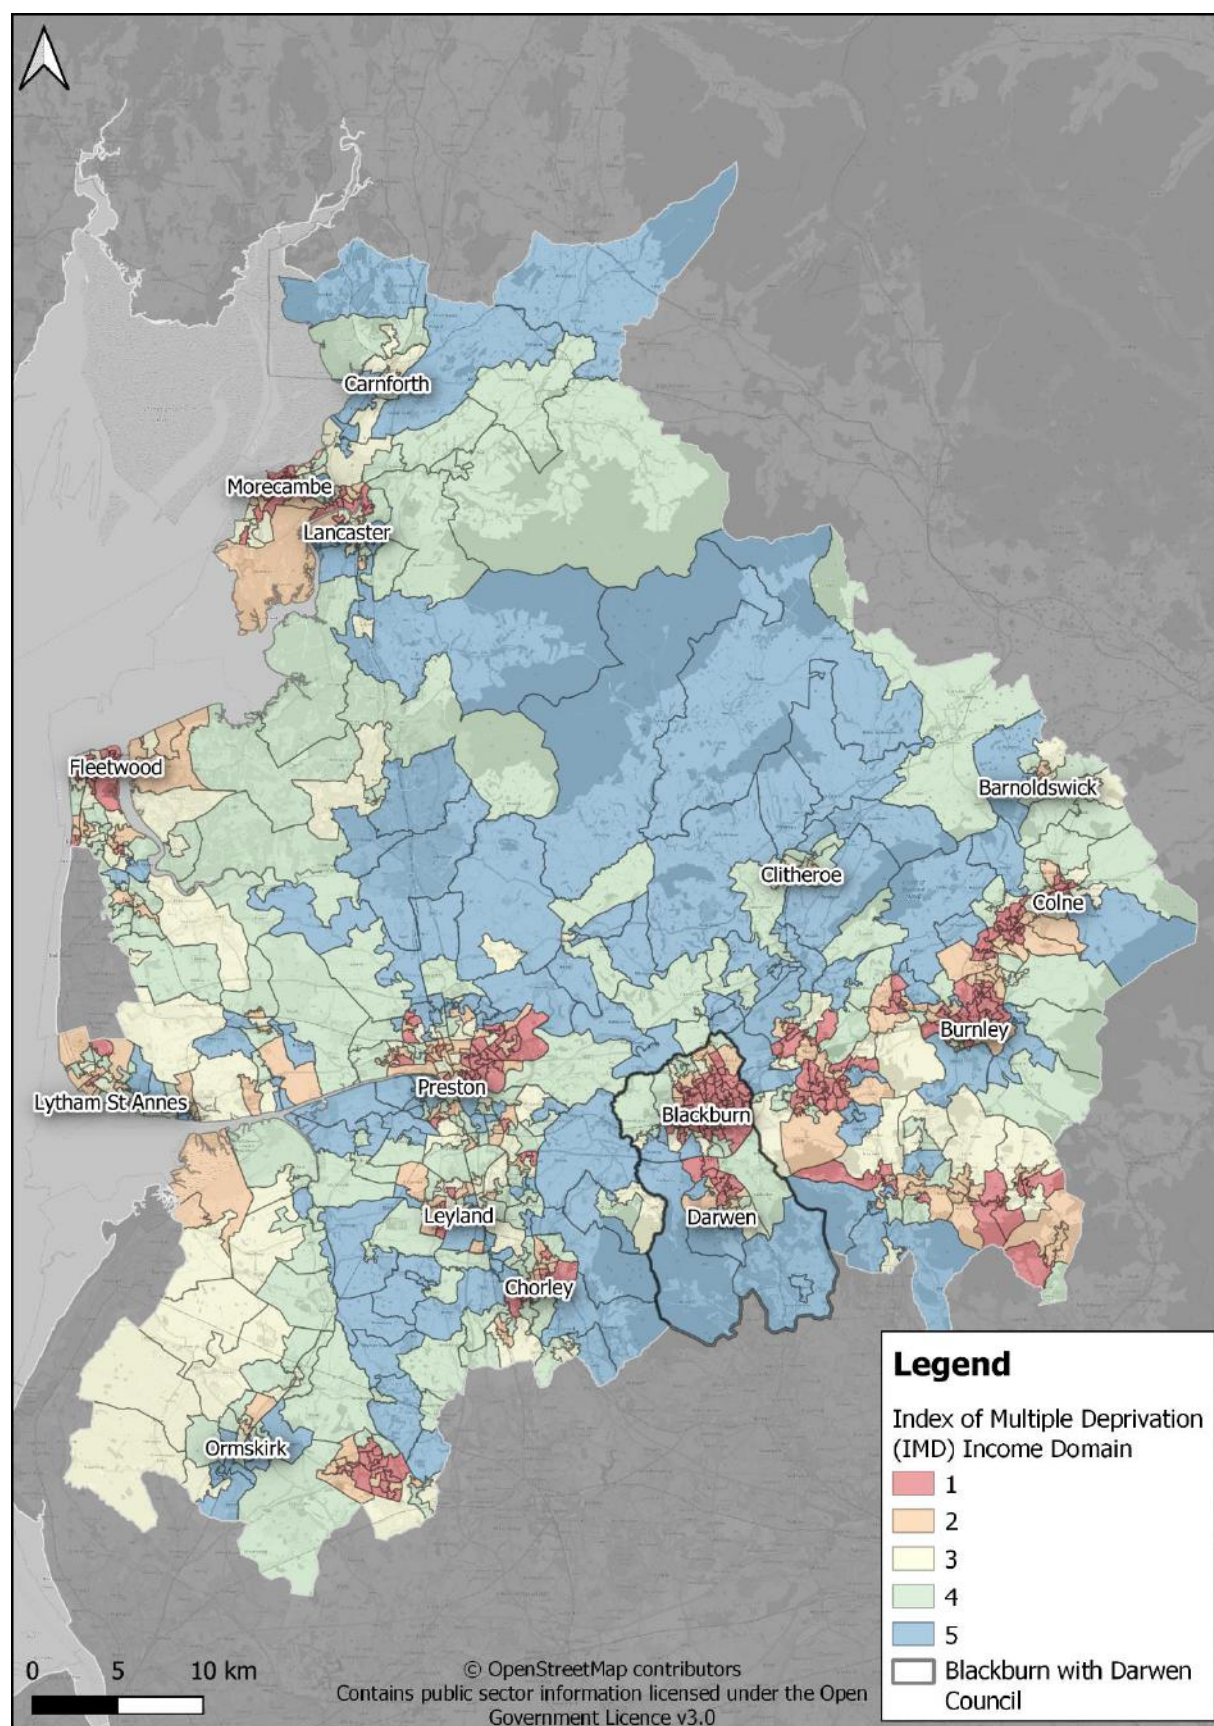 Carnforth
Morecambe
Lancaster
Fleetwood
Barnoldswick
Clitheroe
Colne
Burnley
Preston
Lytham St Annes
Blackburn
Leyland
Darwen
Chorley
Ormskirk
Legend
Index of Multiple Deprivation
(IMD) Income Domain
1
2
3
4
5
Blackburn with Darwen
Council
0 5 10 km
© OpenStreetMap contributors
Contains public sector information licensed under the Open
Government Licence v3.0